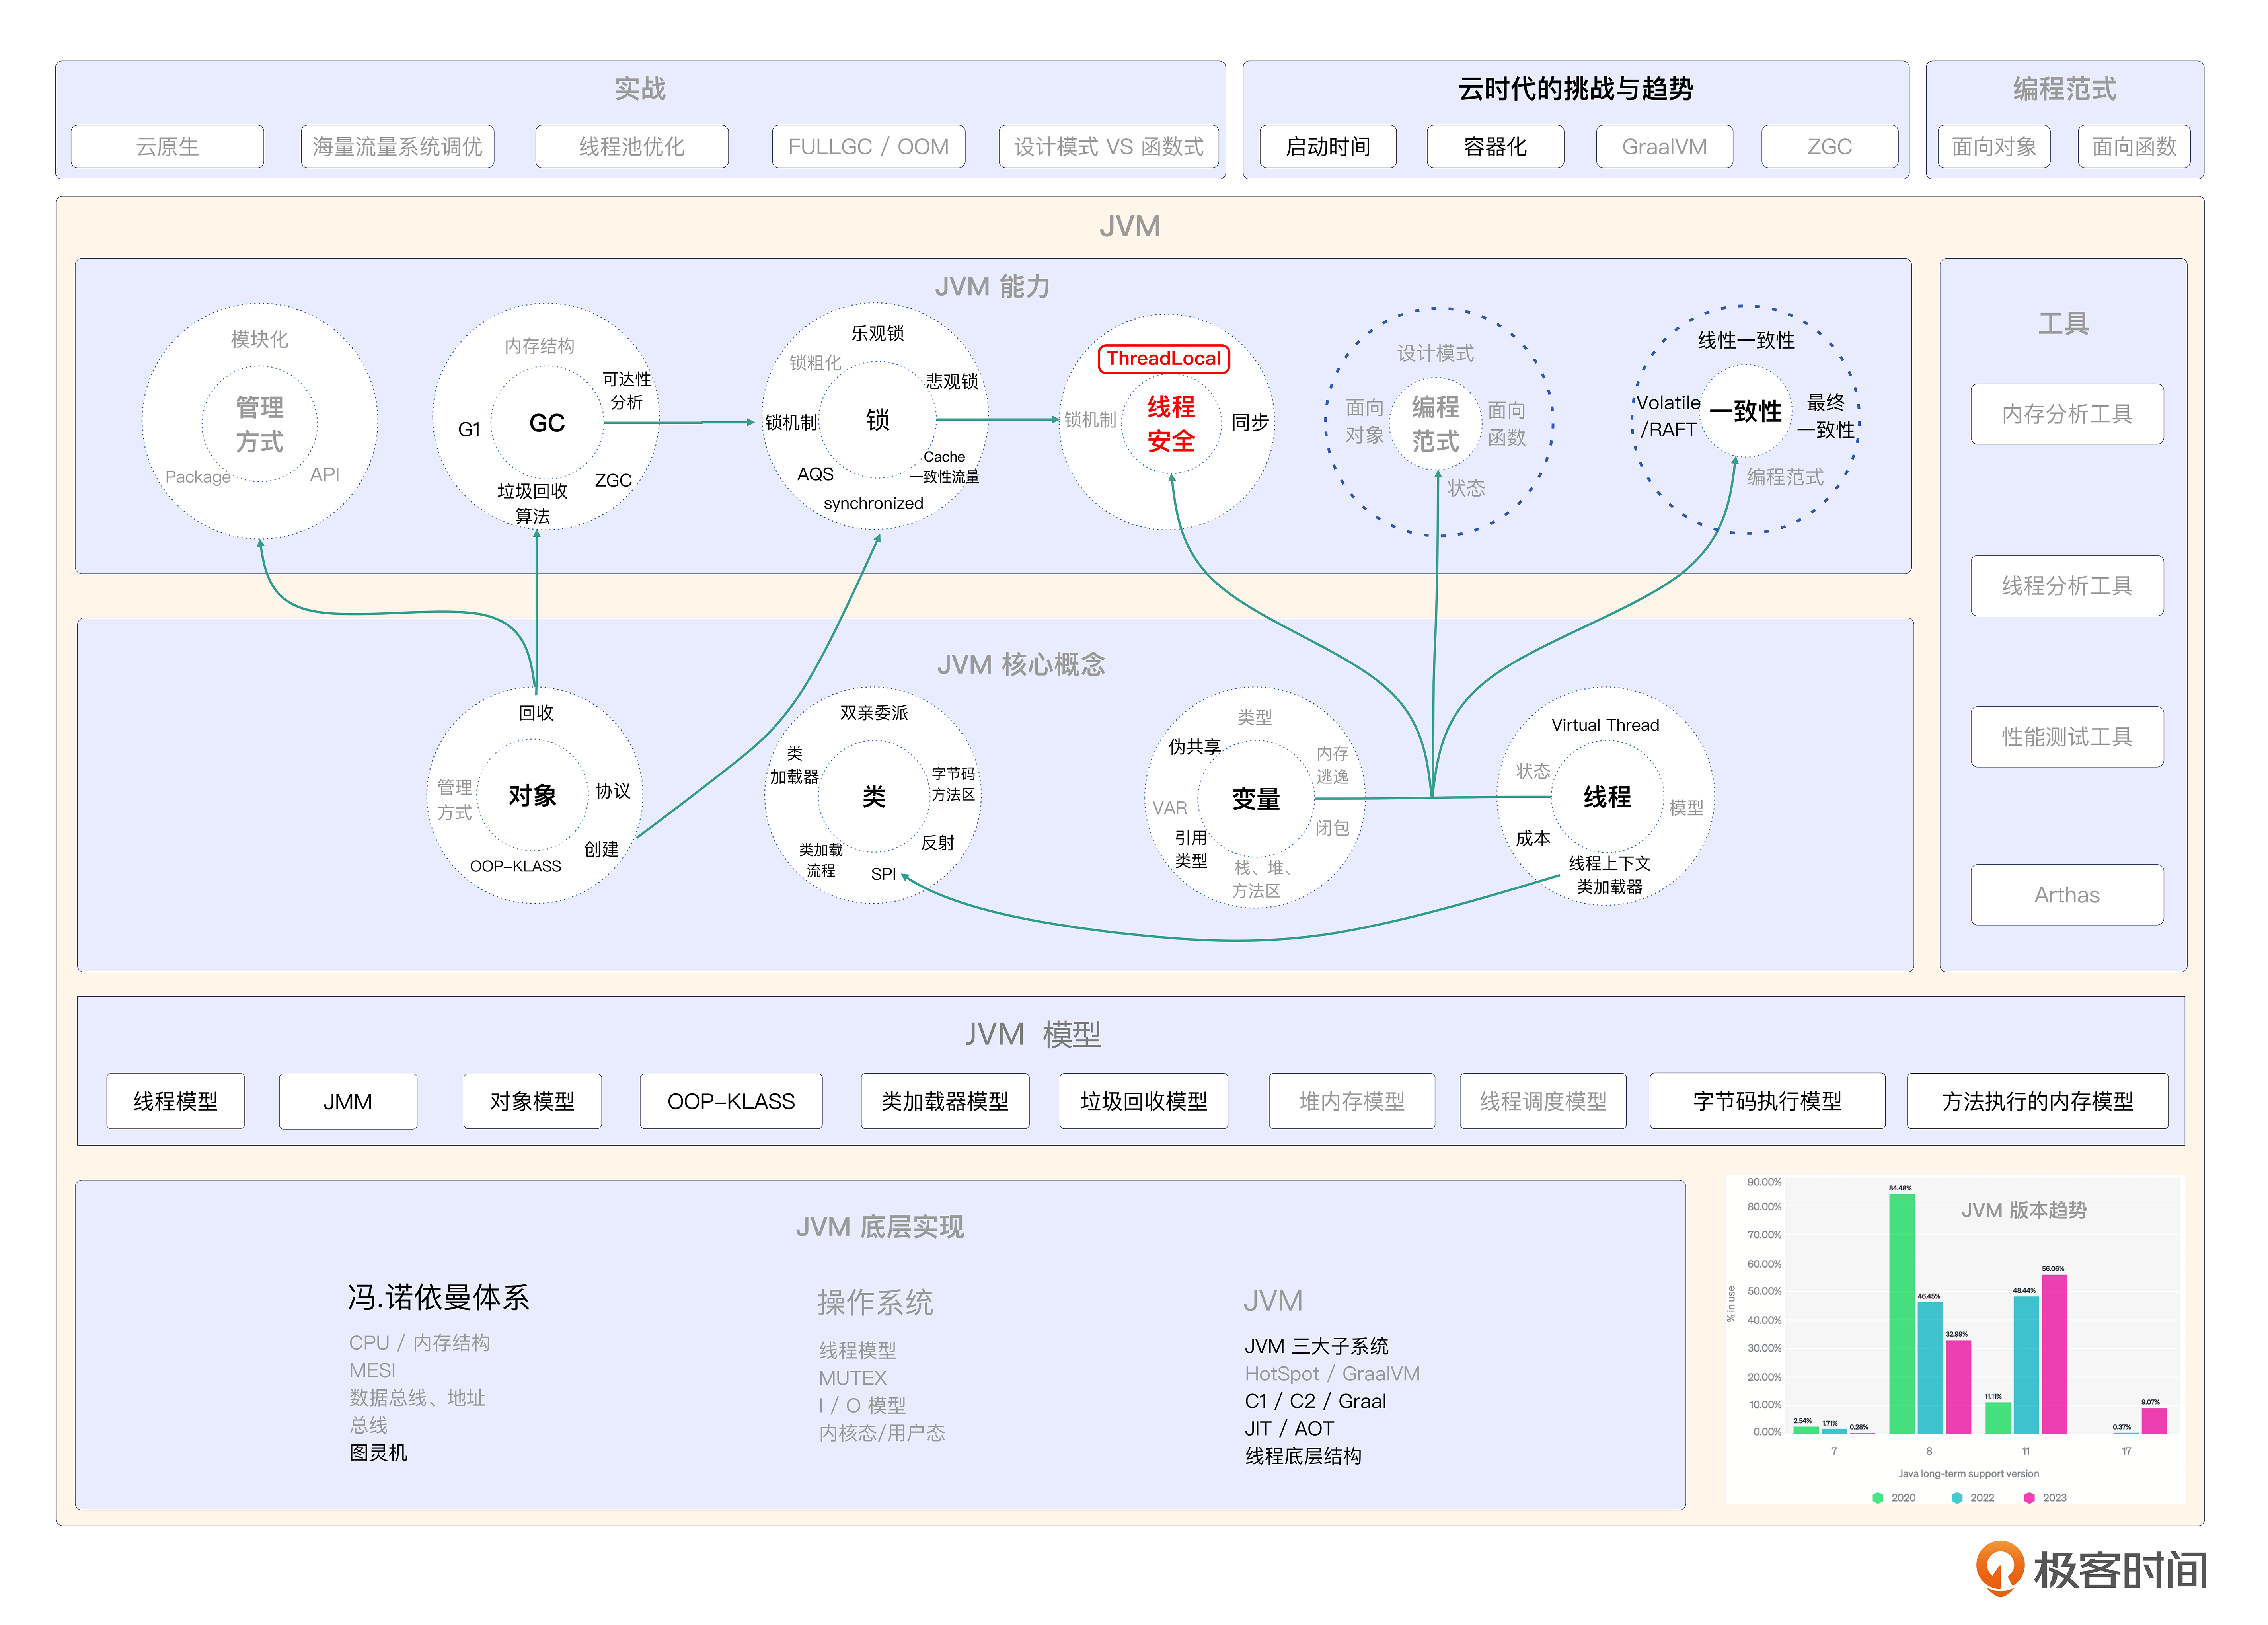 实战
云原生
海量流量系统调优
线程池优化
FULLGC / OOM
设计模式 VS 函数式
云时代的挑战与趋势
启动时间
容器化
GraalVM
ZGC
编程范式
面向对象
面向函数
JVM
JVM 能力
模块化
管理
方式
Package
API
内存结构
可达性
分析
GC
G1
ZGC
垃圾回收
算法
乐观锁
锁粗化
悲观锁
锁机制
锁
AQS
Cache
一致性流量
synchronized
ThreadLocal
锁机制
线程
安全
同步
设计模式
面向
对象
编程
范式
面向
函数
状态
线性一致性
Volatile
/RAFT
一致性
最终
一致性
编程范式
工具
内存分析工具
线程分析工具
性能测试工具
Arthas
JVM 核心概念
回收
管理
方式
对象
协议
创建
OOP-KLASS
双亲委派
类
加载器
类
字节码
方法区
反射
类加载
流程
SPI
类型
伪共享
内存
逃逸
变量
VAR
引用
类型
闭包
栈、堆、
方法区
Virtual Thread
状态
线程
模型
成本
线程上下文
类加载器
JVM 模型
线程模型
JMM
对象模型
OOP-KLASS
类加载器模型
垃圾回收模型
堆内存模型
线程调度模型
字节码执行模型
方法执行的内存模型
JVM 底层实现
冯.诺依曼体系
CPU / 内存结构
MESI
数据总线、地址
总线
图灵机
操作系统
线程模型
MUTEX
I / O 模型
内核态/用户态
JVM
JVM 三大子系统
HotSpot / GraalVM
C1 / C2 / Graal
JIT / AOT
线程底层结构
JVM 版本趋势
90.00%
80.00%
70.00%
60.00%
50.00%
40.00%
30.00%
20.00%
10.00%
0.00%
% in use
2.54%
1.71%
0.28%
84.48%
46.45%
32.99%
11.11%
48.44%
56.06%
0.37%
9.07%
7
8
11
17
Java long-term support version
2020
2022
2023
极客时间